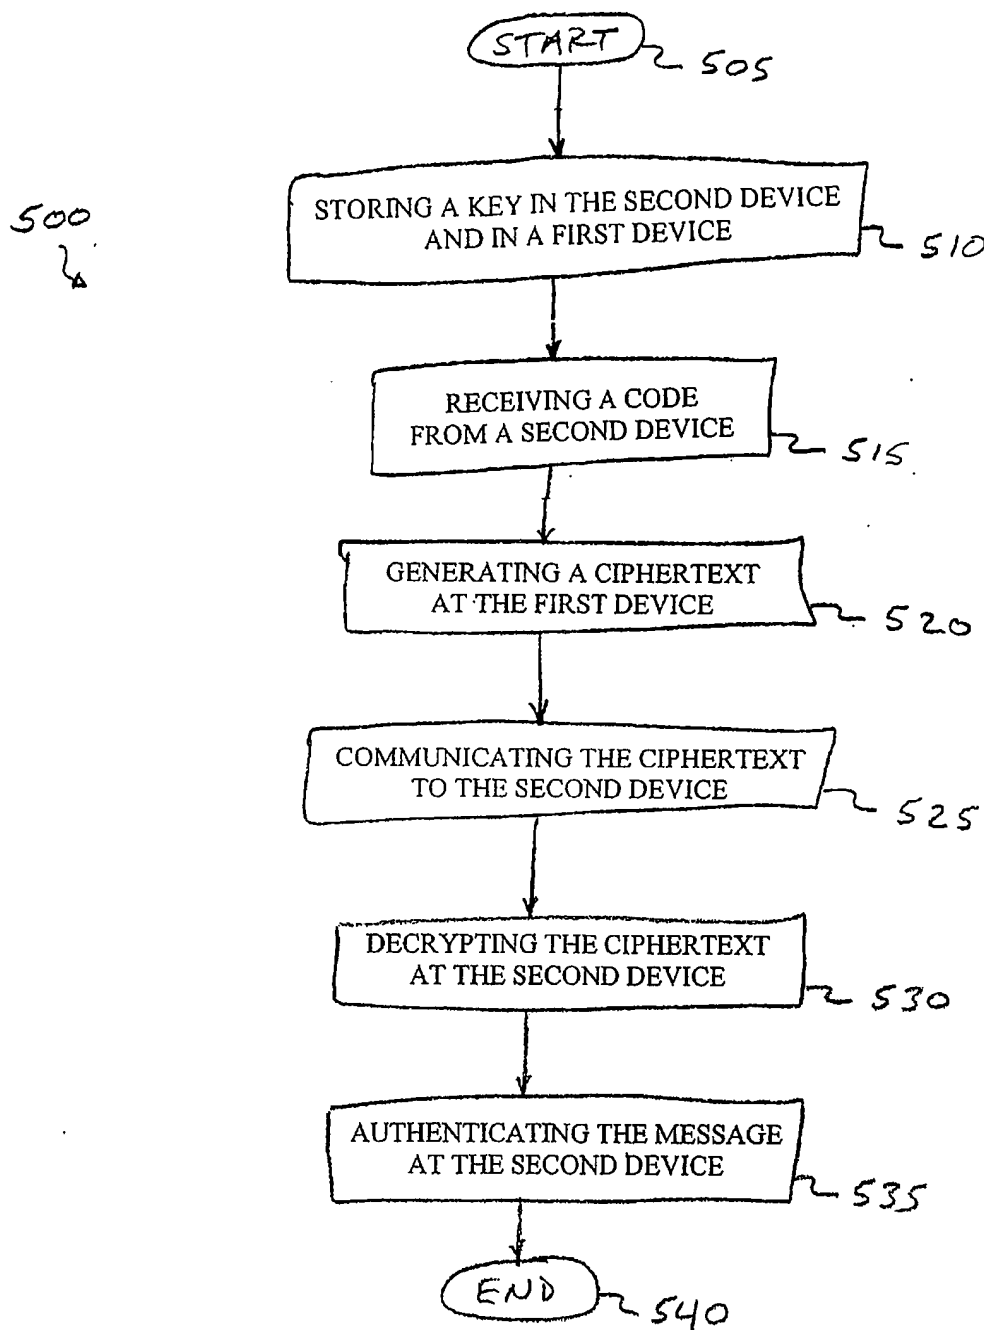 START
505
500
STORING A KEY IN THE SECOND DEVICE
AND IN A FIRST DEVICE
510
RECEIVING A CODE
FROM A SECOND DEVICE
515
GENERATING A CIPHERTEXT
AT THE FIRST DEVICE
520
COMMUNICATING THE CIPHERTEXT
TO THE SECOND DEVICE
525
DECRYPTING THE CIPHERTEXT
AT THE SECOND DEVICE
530
AUTHENTICATING THE MESSAGE
AT THE SECOND DEVICE
535
END
540